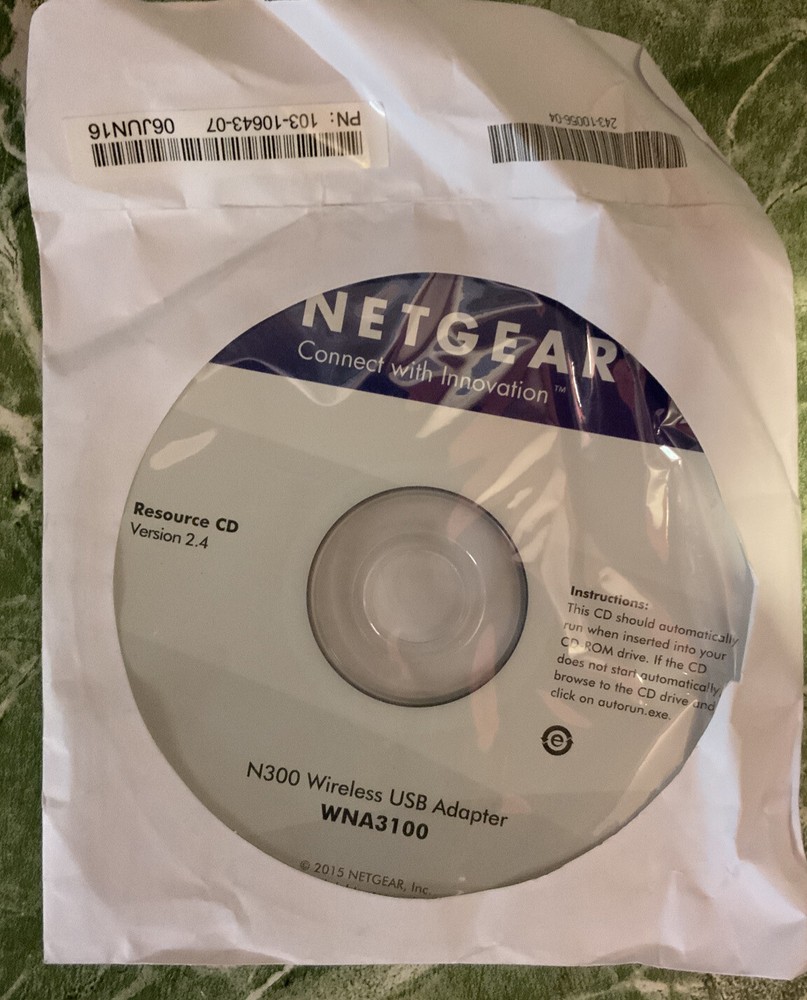 PN: 103-10643-07 06JUN16
243-10056-04
NETGEAR
Connect with Innovation™
Resource CD
Version 2.4
Instructions:
This CD should automatically
run when inserted into your
CD-ROM drive. If the CD
does not start automatically,
browse to the CD drive and
click on autorun.exe.
e
N300 Wireless USB Adapter
WNA3100
© 2015 NETGEAR, Inc.